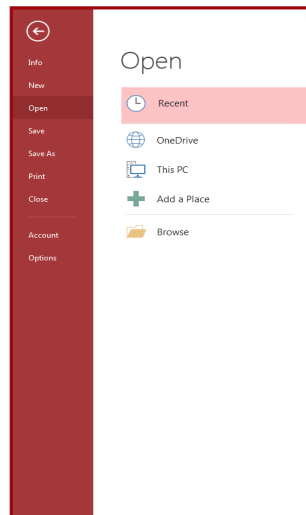 Info
New
Open
Save
Save As
Print
Close
Account
Options
Open
Recent
OneDrive
This PC
Add a Place
Browse